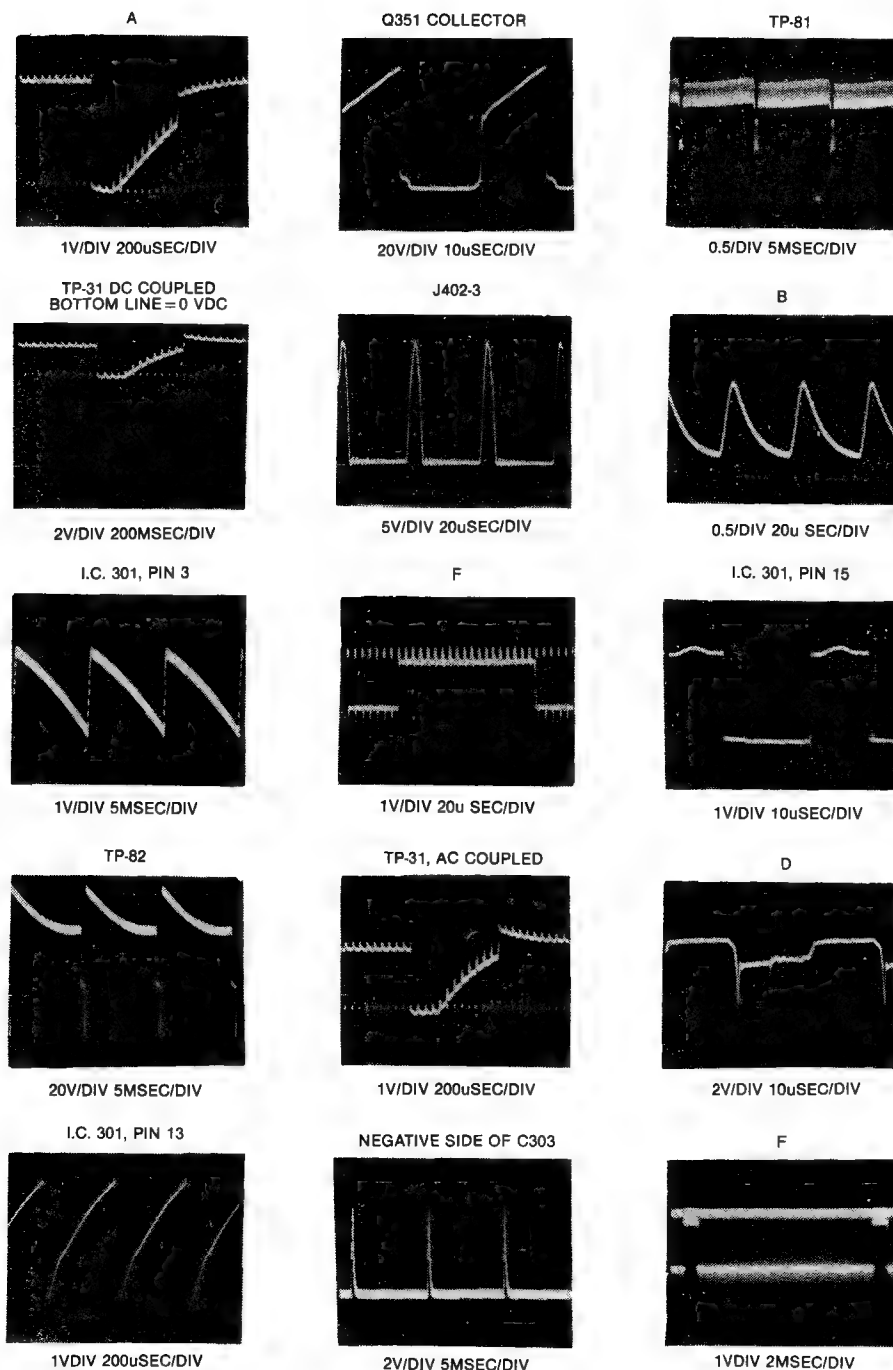 A
Q351 COLLECTOR
TP-81
1V/DIV 200uSEC/DIV
20V/DIV 10uSEC/DIV
0.5/DIV 5MSEC/DIV
TP-31 DC COUPLED
BOTTOM LINE=0 VDC
J402-3
B
2V/DIV 200MSEC/DIV
5V/DIV 20uSEC/DIV
0.5/DIV 20u SEC/DIV
I.C. 301, PIN 3
F
I.C. 301, PIN 15
1V/DIV 5MSEC/DIV
1V/DIV 20u SEC/DIV
1V/DIV 10uSEC/DIV
TP-82
TP-31, AC COUPLED
D
20V/DIV 5MSEC/DIV
1V/DIV 200uSEC/DIV
2V/DIV 10uSEC/DIV
I.C. 301, PIN 13
NEGATIVE SIDE OF C303
F
1VDIV 200uSEC/DIV
2V/DIV 5MSEC/DIV
1VDIV 2MSEC/DIV